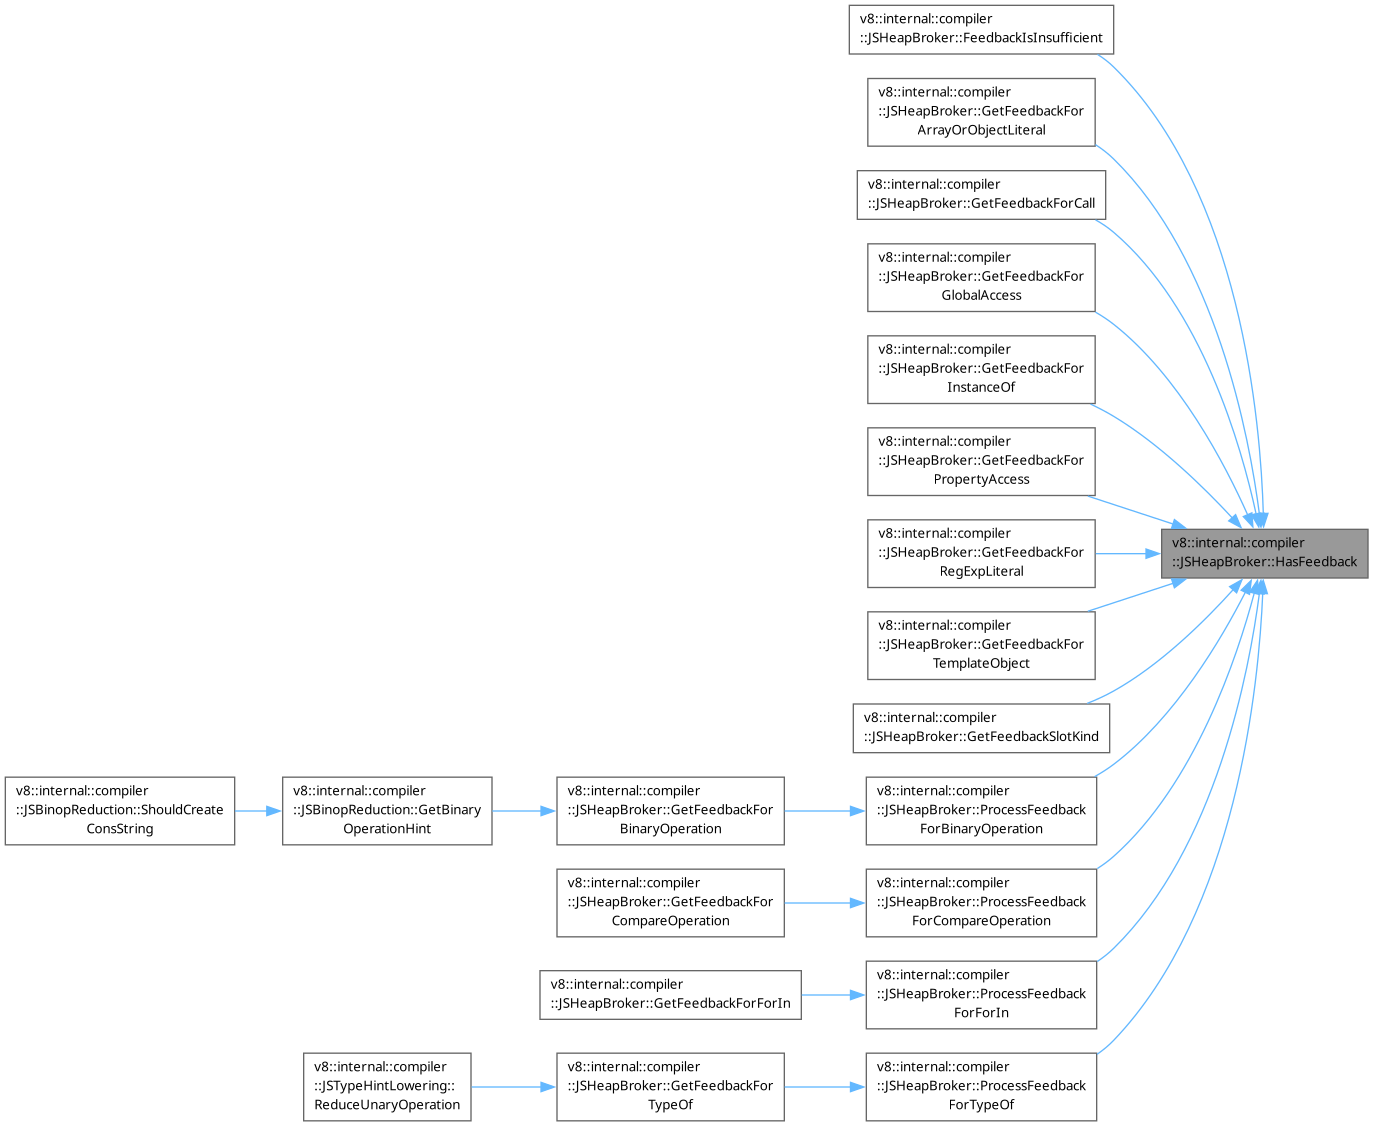 v8::internal::compiler
::JSHeapBroker::FeedbackIsInsufficient
v8::internal::compiler
::JSHeapBroker::GetFeedbackFor
ArrayOrObjectLiteral
v8::internal::compiler
::JSHeapBroker::GetFeedbackForCall
v8::internal::compiler
::JSHeapBroker::GetFeedbackFor
GlobalAccess
v8::internal::compiler
::JSHeapBroker::GetFeedbackFor
InstanceOf
v8::internal::compiler
::JSHeapBroker::GetFeedbackFor
PropertyAccess
v8::internal::compiler
::JSHeapBroker::HasFeedback
v8::internal::compiler
::JSHeapBroker::GetFeedbackFor
RegExpLiteral
v8::internal::compiler
::JSHeapBroker::GetFeedbackFor
TemplateObject
v8::internal::compiler
::JSHeapBroker::GetFeedbackSlotKind
v8::internal::compiler
::JSBinopReduction::ShouldCreate
ConsString
v8::internal::compiler
::JSBinopReduction::GetBinary
OperationHint
v8::internal::compiler
::JSHeapBroker::GetFeedbackFor
BinaryOperation
v8::internal::compiler
::JSHeapBroker::ProcessFeedback
ForBinaryOperation
v8::internal::compiler
::JSHeapBroker::GetFeedbackFor
CompareOperation
v8::internal::compiler
::JSHeapBroker::ProcessFeedback
ForCompareOperation
v8::internal::compiler
::JSHeapBroker::GetFeedbackForForIn
v8::internal::compiler
::JSHeapBroker::ProcessFeedback
ForForIn
v8::internal::compiler
::JSTypeHintLowering::
ReduceUnaryOperation
v8::internal::compiler
::JSHeapBroker::GetFeedbackFor
TypeOf
v8::internal::compiler
::JSHeapBroker::ProcessFeedback
ForTypeOf